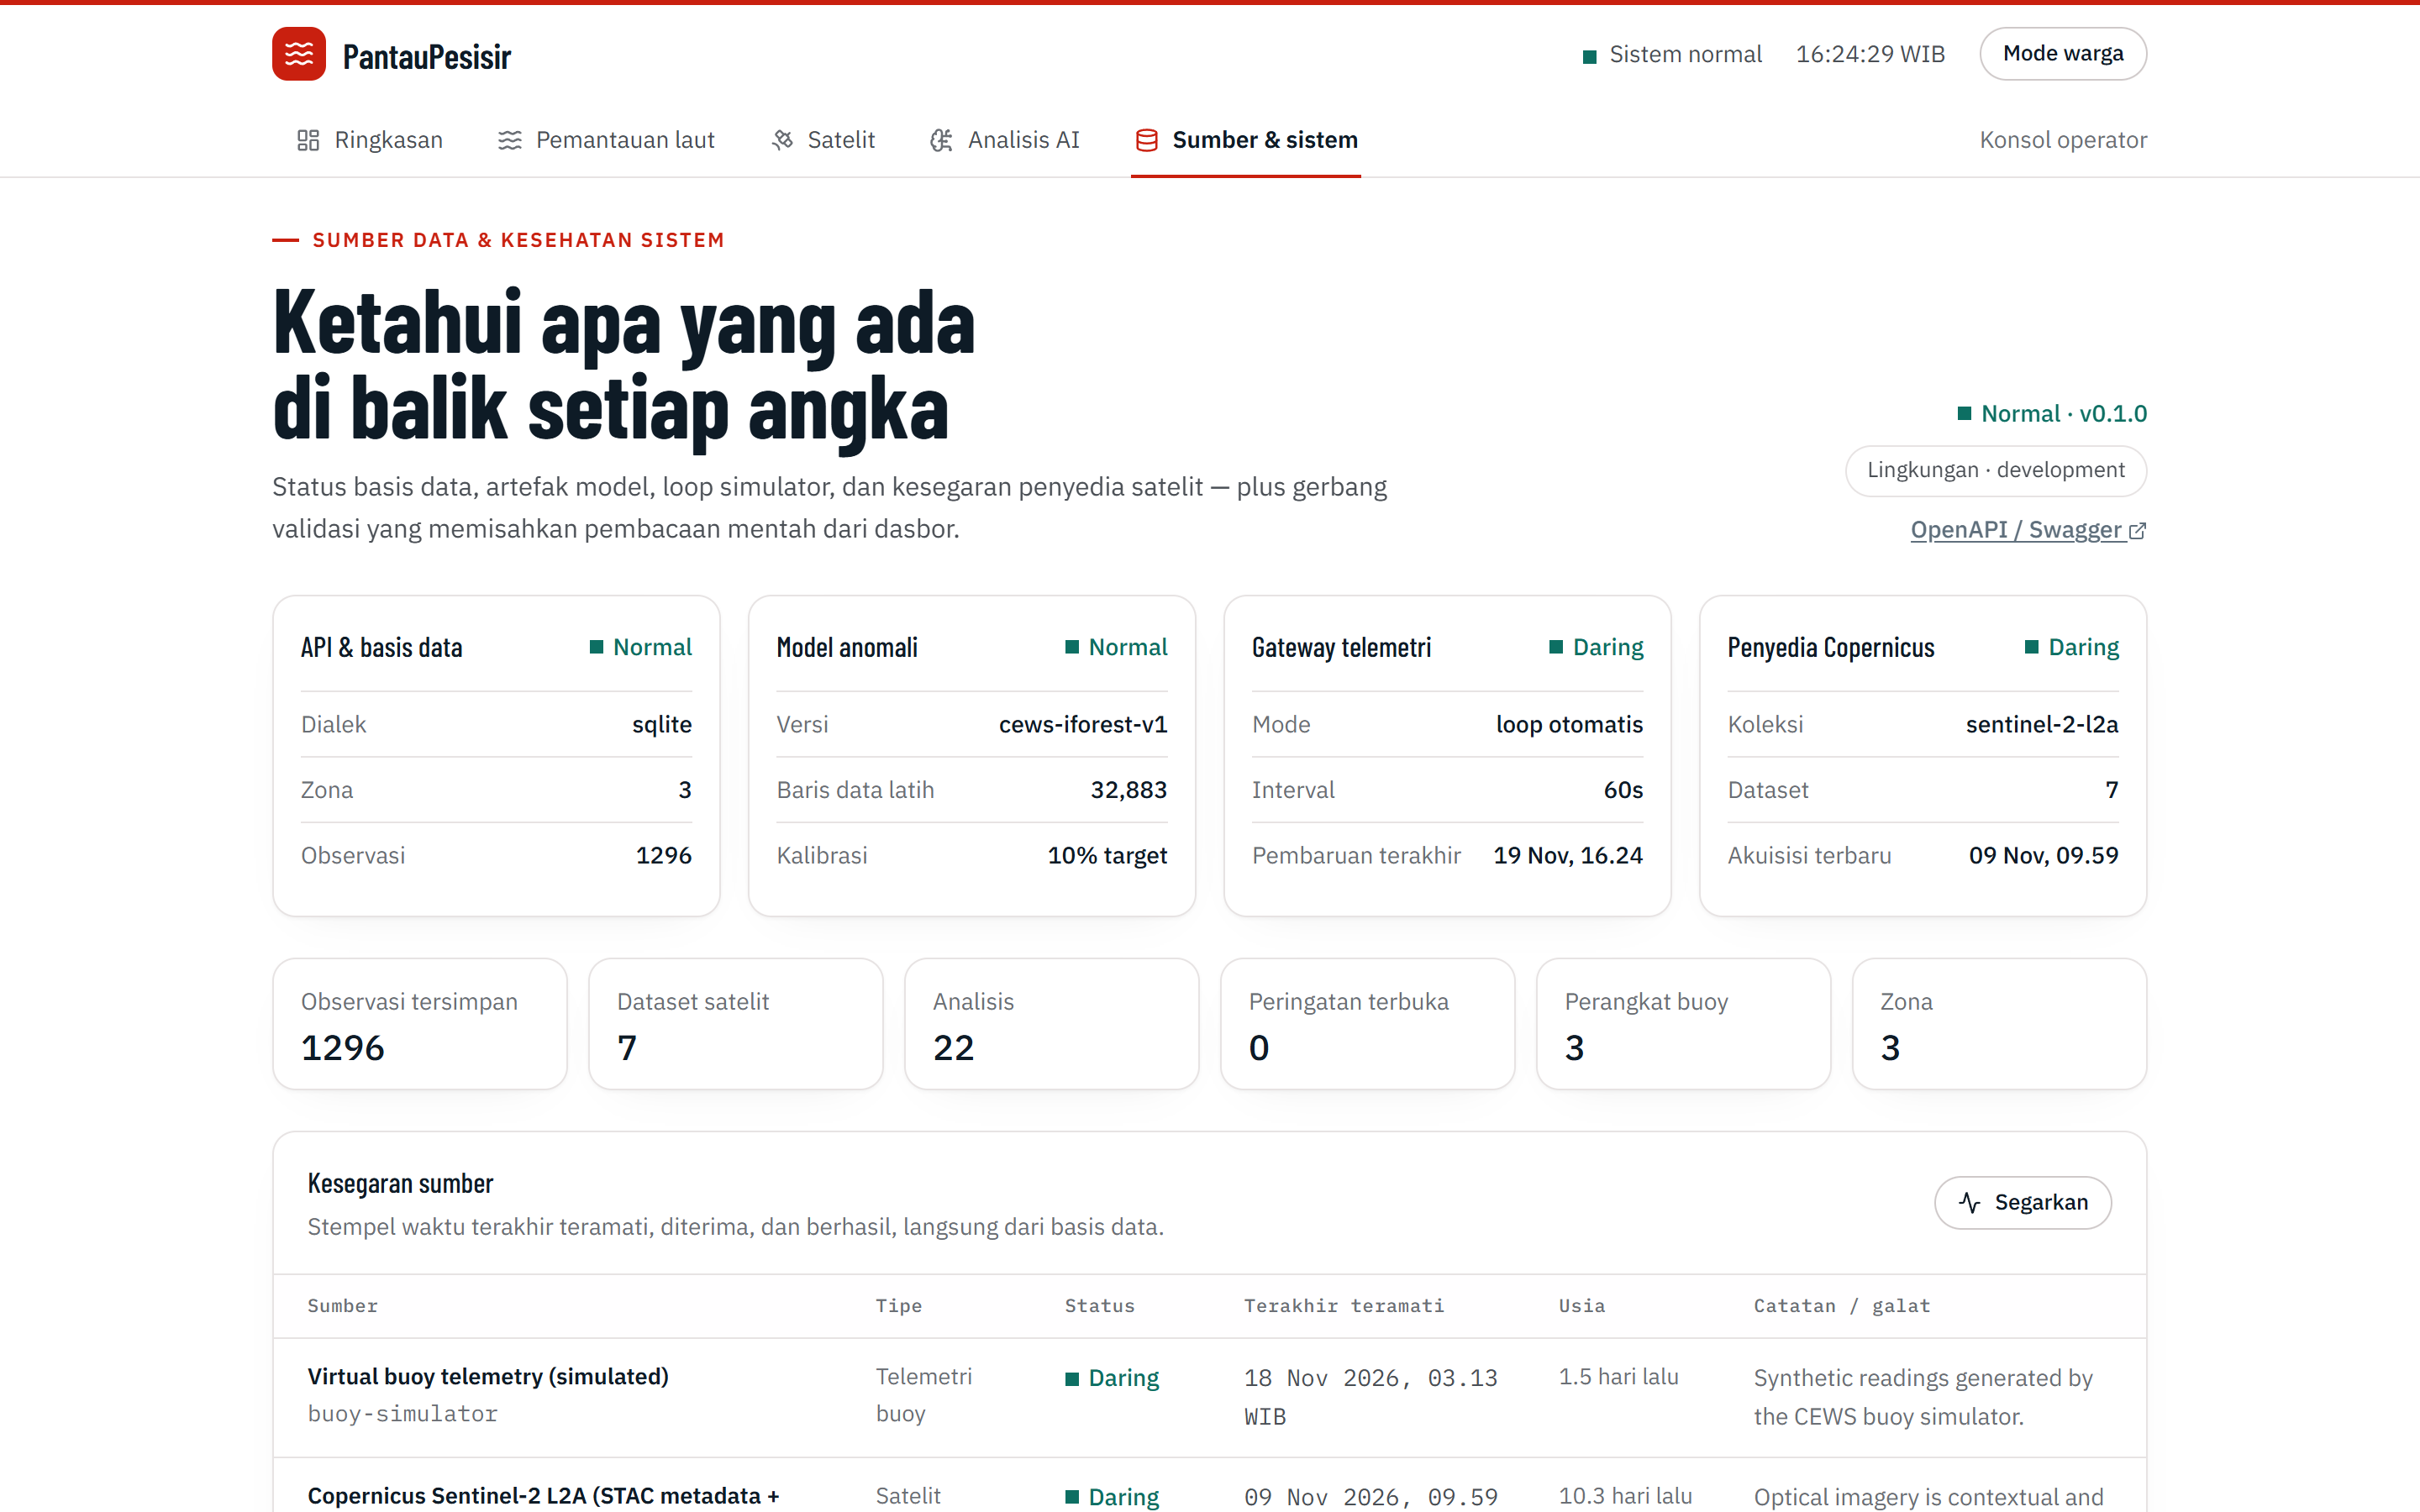 PantauPesisir
Sistem normal
16:24:29 WIB
Mode warga
Ringkasan
Pemantauan laut
Satelit
Analisis AI
Sumber & sistem
Konsol operator
SUMBER DATA & KESEHATAN SISTEM
Ketahui apa yang ada
di balik setiap angka
Status basis data, artefak model, loop simulator, dan kesegaran penyedia satelit — plus gerbang
validasi yang memisahkan pembacaan mentah dari dasbor.
Normal · v0.1.0
Lingkungan · development
OpenAPI / Swagger
API & basis data
Normal
Dialek
sqlite
Zona
3
Observasi
1296
Model anomali
Normal
Versi
cews-iforest-v1
Baris data latih
32,883
Kalibrasi
10% target
Gateway telemetri
Daring
Mode
loop otomatis
Interval
60s
Pembaruan terakhir
19 Nov, 16.24
Penyedia Copernicus
Daring
Koleksi
sentinel-2-l2a
Dataset
7
Akuisisi terbaru
09 Nov, 09.59
Observasi tersimpan
1296
Dataset satelit
7
Analisis
22
Peringatan terbuka
0
Perangkat buoy
3
Zona
3
Kesegaran sumber
Stempel waktu terakhir teramati, diterima, dan berhasil, langsung dari basis data.
Segarkan
Sumber
Tipe
Status
Terakhir teramati
Usia
Catatan / galat
Virtual buoy telemetry (simulated)
buoy-simulator
Telemetri
buoy
Daring
18 Nov 2026, 03.13
WIB
1.5 hari lalu
Synthetic readings generated by
the CEWS buoy simulator.
Copernicus Sentinel-2 L2A (STAC metadata +
Satelit
Daring
09 Nov 2026, 09.59
10.3 hari lalu
Optical imagery is contextual and